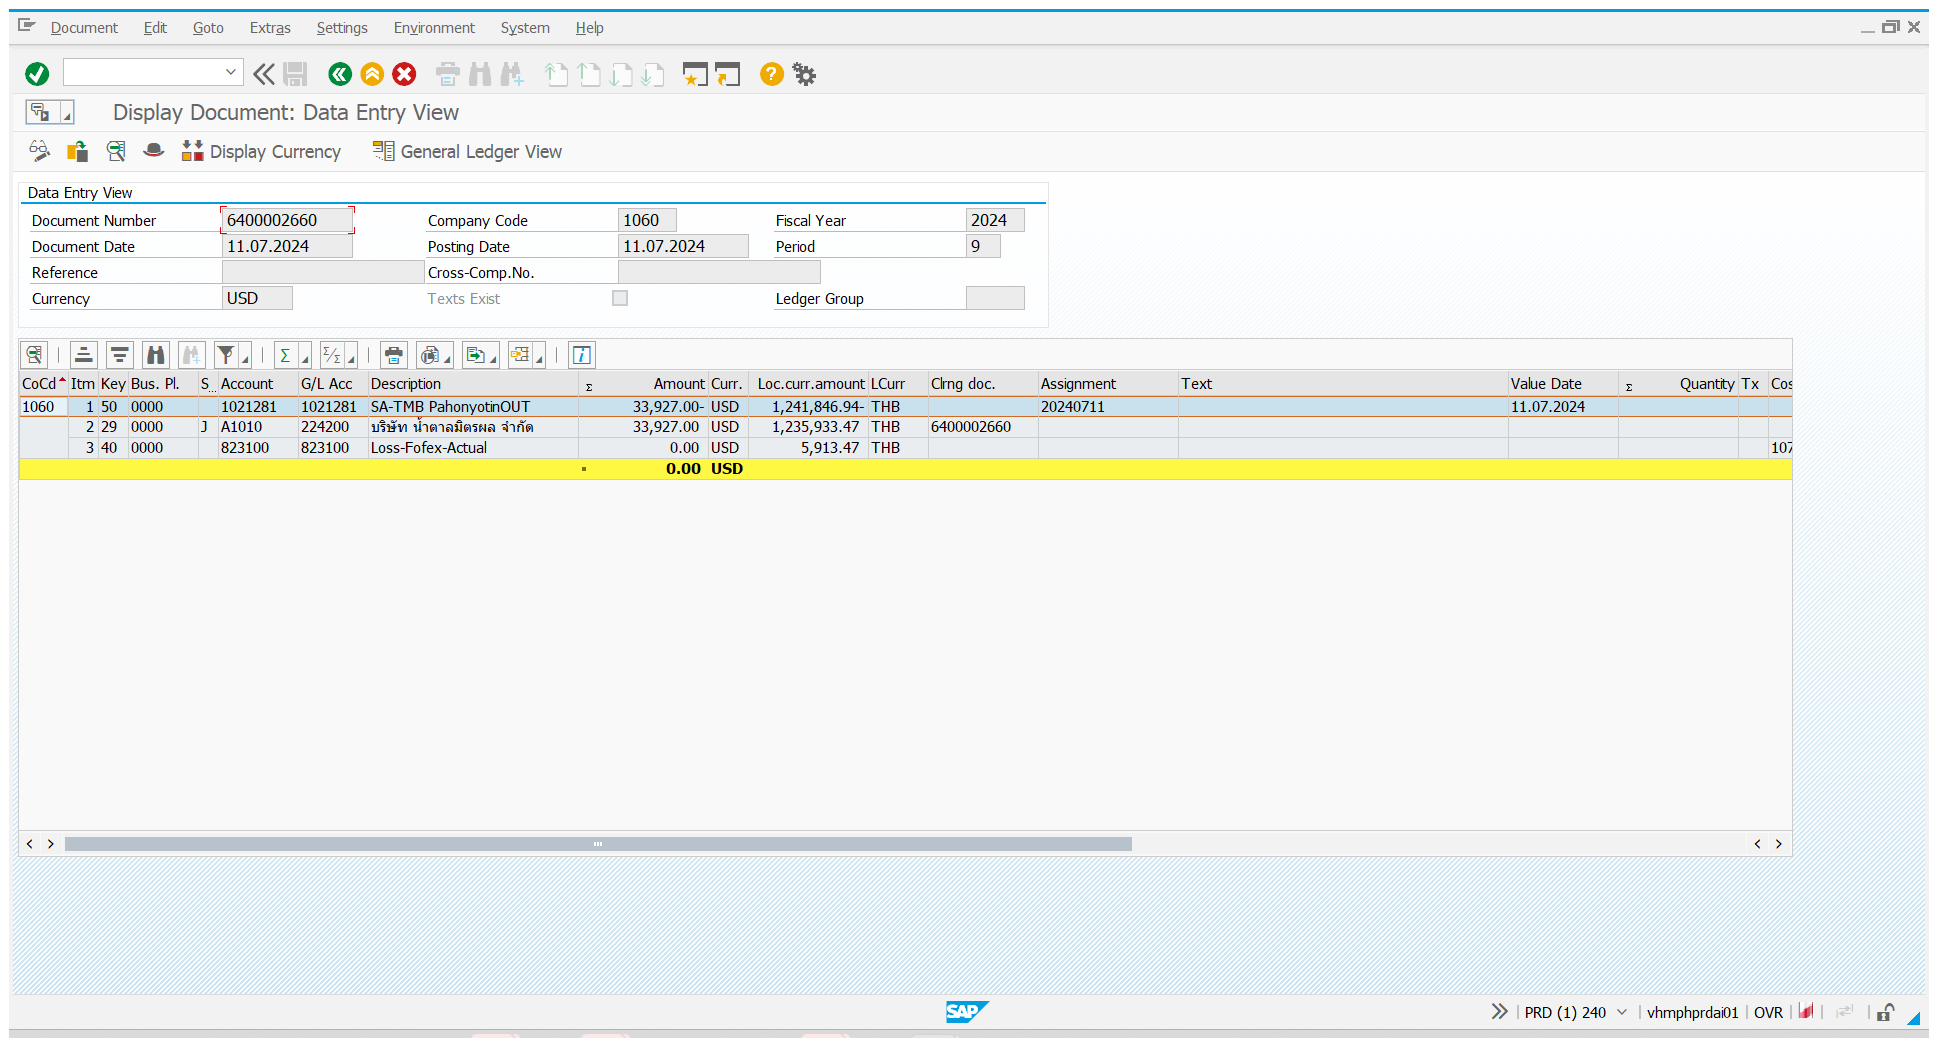 Document Edit Goto Extras Settings Environment System Help
Display Document: Data Entry View
Display Currency General Ledger View
Data Entry View
Document Number 6400002660 Company Code 1060 Fiscal Year 2024
Document Date 11.07.2024 Posting Date 11.07.2024 Period 9
Reference Cross-Comp.No.
Currency USD Texts Exist Ledger Group
CoCd Itm Key Bus. Pl. S... Account G/L Acc Description Σ Amount Curr. Loc.curr.amount LCurr Clrng doc. Assignment Text Value Date Σ Quantity Tx Cos
1060 1 50 0000 1021281 1021281 SA-TMB PahonyotinOUT 33,927.00- USD 1,241,846.94- THB 20240711 11.07.2024
2 29 0000 J A1010 224200 บริษัท น้ำตาลมิตรผล จำกัด 33,927.00 USD 1,235,933.47 THB 6400002660
3 40 0000 823100 823100 Loss-Fofex-Actual 0.00 USD 5,913.47 THB 107
0.00 USD
SAP PRD (1) 240 vhmphprdai01 OVR